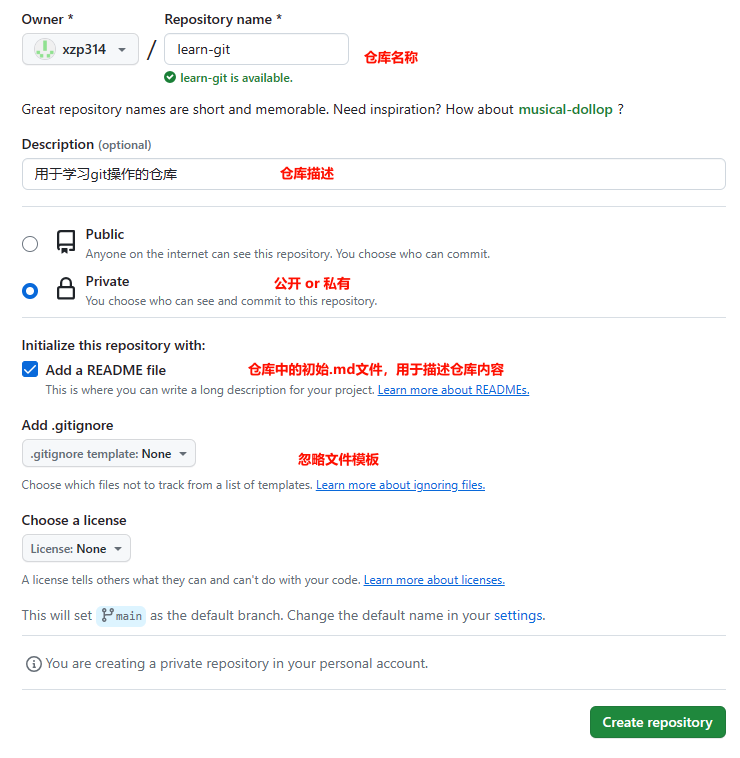 Owner * Repository name *
xzp314 / learn-git 仓库名称
learn-git is available.
Great repository names are short and memorable. Need inspiration? How about musical-dollop ?
Description (optional)
用于学习git操作的仓库 仓库描述
Public
Anyone on the internet can see this repository. You choose who can commit.
Private 公开 or 私有
You choose who can see and commit to this repository.
Initialize this repository with:
Add a README file 仓库中的初始.md文件，用于描述仓库内容
This is where you can write a long description for your project. Learn more about READMEs.
Add .gitignore
.gitignore template: None 忽略文件模板
Choose which files not to track from a list of templates. Learn more about ignoring files.
Choose a license
License: None
A license tells others what they can and can't do with your code. Learn more about licenses.
This will set main as the default branch. Change the default name in your settings.
You are creating a private repository in your personal account.
Create repository